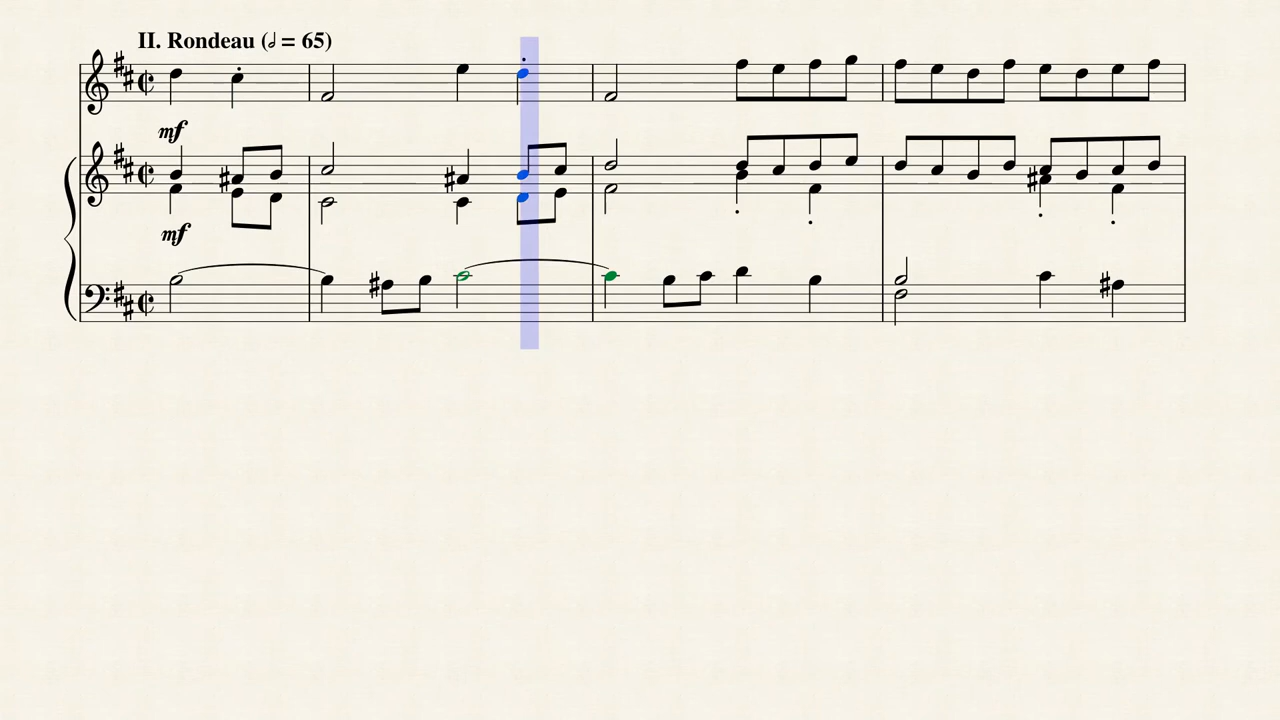 II. Rondeau (𝅗𝅥 = 65)
mf
mf